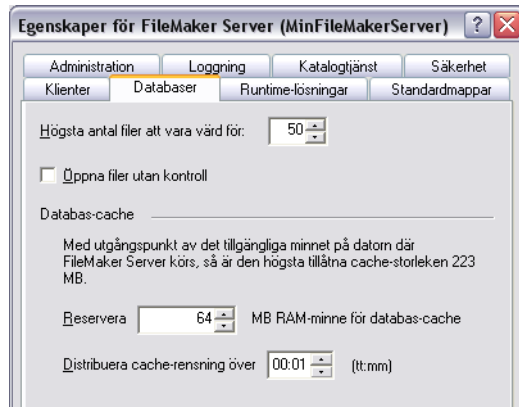 Egenskaper för FileMaker Server (MinFileMakerServer)
Administration Loggning Katalogtjänst Säkerhet
Klienter Databaser Runtime-lösningar Standardmappar
Högsta antal filer att vara värd för: 50
Öppna filer utan kontroll
Databas-cache
Med utgångspunkt av det tillgängliga minnet på datorn där
FileMaker Server körs, så är den högsta tillåtna cache-storleken 223
MB.
Reservera 64 MB RAM-minne för databas-cache
Distribuera cache-rensning över 00:01 (tt:mm)